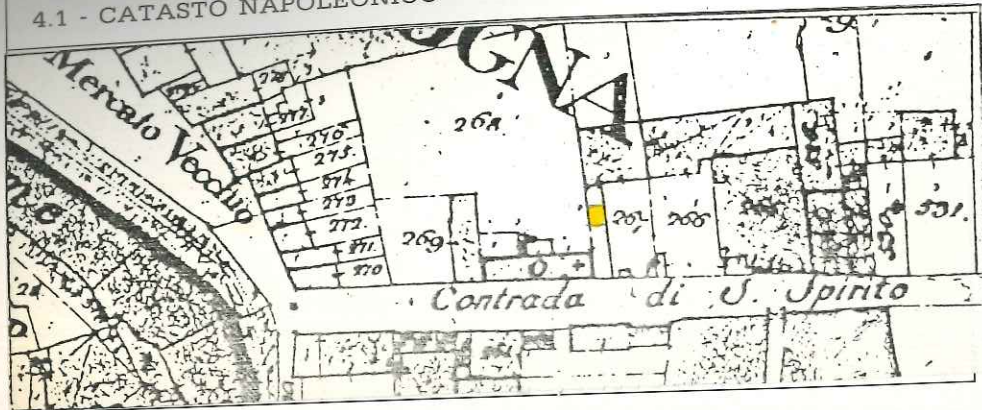 4.1 - CATASTO NAPOLEONICO
OGNA
Mercato Vecchio
268
276
275
274
273
272
271
270
269
267
266
531.
O +
Contrada di S. Spirito